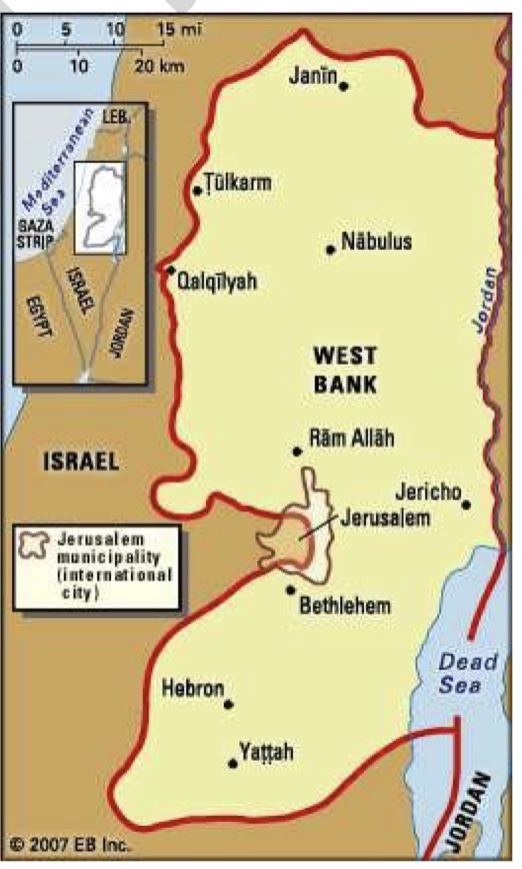 0 5 10 15 mi
0 10 20 km
Janīn
LEB.
Mediterranean
Sea
GAZA
STRIP
ISRAEL
EGYPT
JORDAN
Ṭūlkarm
Nābulus
Qalqīlyah
Jordan
WEST
BANK
Rām Allāh
ISRAEL
Jericho
Jerusalem
Jerusalem
municipality
(international
city)
Bethlehem
Dead
Sea
Hebron
Yaṭṭah
JORDAN
© 2007 EB Inc.